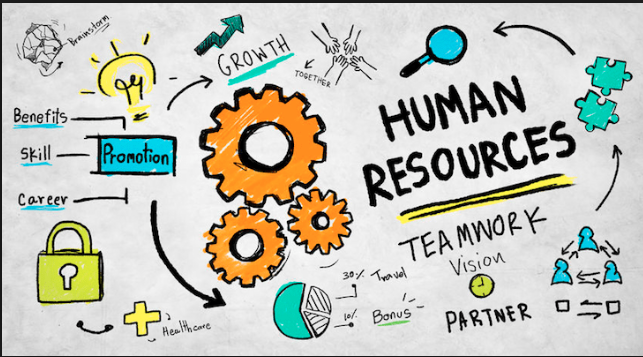 Brainstorm
GROWTH
TOGETHER
Benefits
Skill
Promotion
Career
HUMAN
RESOURCES
TEAMWORK
Vision
PARTNER
30% Travel
10% Bonus
Healthcare